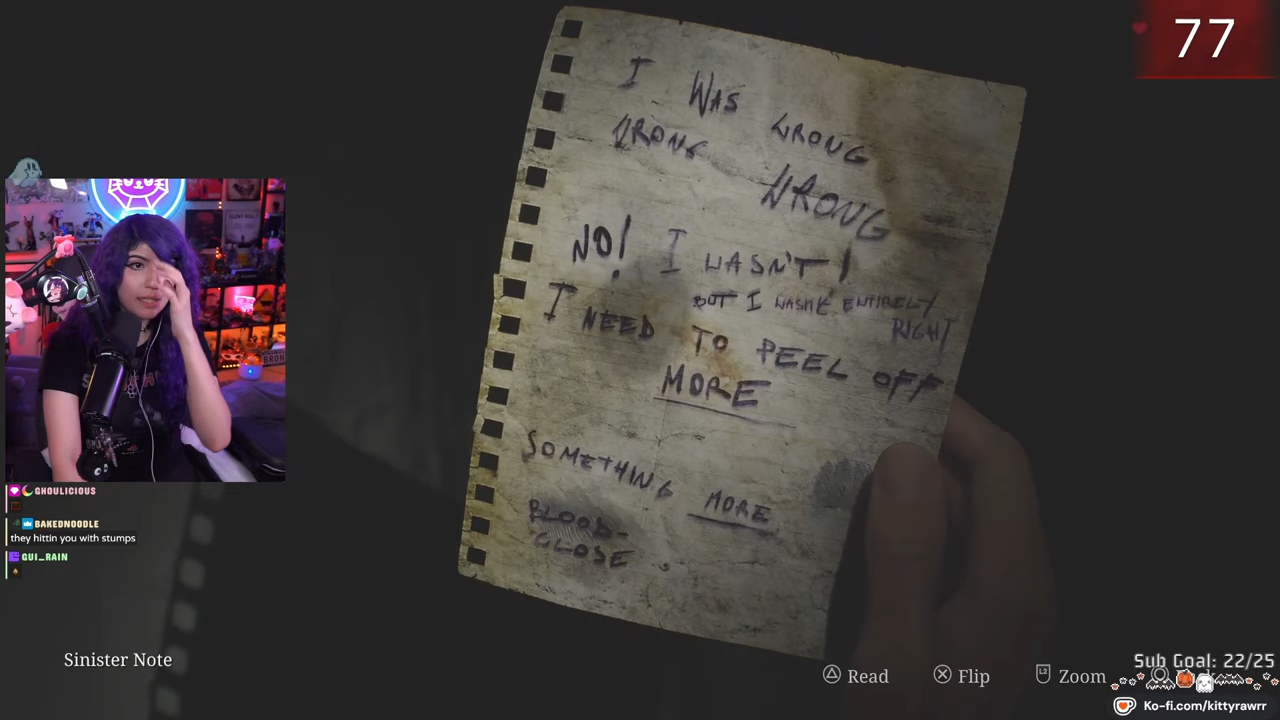 77
I WAS WRONG
WRONG
WRONG
NO! I WASN'T!
BUT I WASN'T ENTIRELY
RIGHT
I NEED TO PEEL OFF
MORE
SOMETHING MORE
BLOOD-
CLOSE
GHOULICIOUS
BAKEDNOODLE
they hittin you with stumps
GUI_RAIN
Sinister Note
Read
Flip
Zoom
Sub Goal: 22/25
Ko-fi.com/kittyrawrr